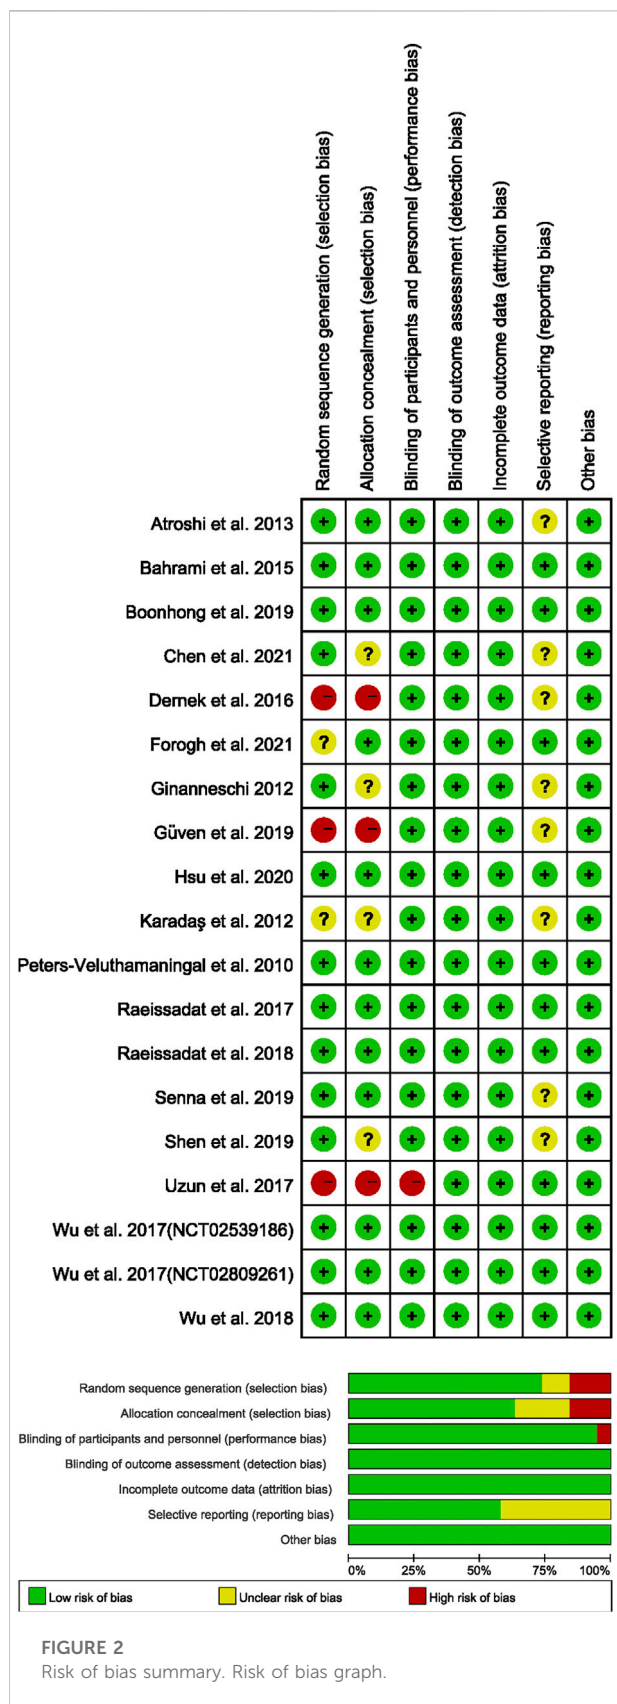 Random sequence generation (selection bias)
Allocation concealment (selection bias)
Blinding of participants and personnel (performance bias)
Blinding of outcome assessment (detection bias)
Incomplete outcome data (attrition bias)
Selective reporting (reporting bias)
Other bias
Atroshi et al. 2013 + + + + + ? +
Bahrami et al. 2015 + + + + + + +
Boonhong et al. 2019 + + + + + + +
Chen et al. 2021 + ? + + + ? +
Dernek et al. 2016 - - + + + ? +
Forogh et al. 2021 ? + + + + + +
Ginanneschi 2012 + ? + + + ? +
Güven et al. 2019 - - + + + ? +
Hsu et al. 2020 + + + + + + +
Karadaş et al. 2012 ? ? + + + ? +
Peters-Veluthamaningal et al. 2010 + + + + + + +
Raeissadat et al. 2017 + + + + + + +
Raeissadat et al. 2018 + + + + + + +
Senna et al. 2019 + + + + + ? +
Shen et al. 2019 + ? + + + ? +
Uzun et al. 2017 - - - + + + +
Wu et al. 2017(NCT02539186) + + + + + + +
Wu et al. 2017(NCT02809261) + + + + + + +
Wu et al. 2018 + + + + + + +
Random sequence generation (selection bias)
Allocation concealment (selection bias)
Blinding of participants and personnel (performance bias)
Blinding of outcome assessment (detection bias)
Incomplete outcome data (attrition bias)
Selective reporting (reporting bias)
Other bias
0% 25% 50% 75% 100%
Low risk of bias Unclear risk of bias High risk of bias
FIGURE 2
Risk of bias summary. Risk of bias graph.